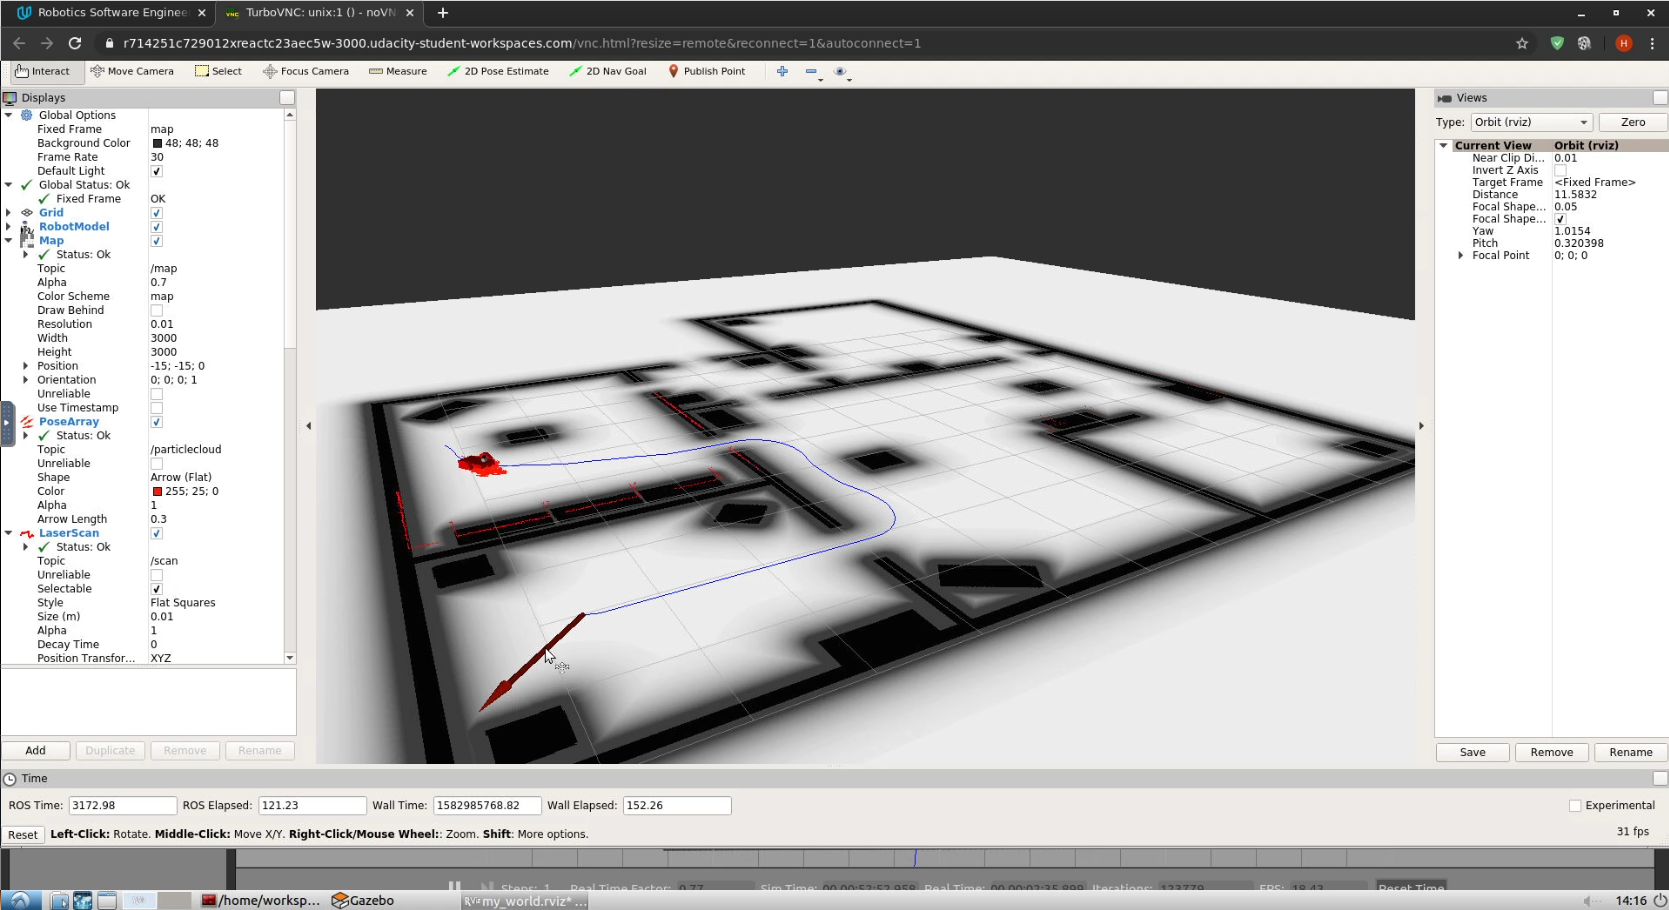 Robotics Software Enginee
TurboVNC: unix:1 () - noVN
r714251c729012xreactc23aec5w-3000.udacity-student-workspaces.com/vnc.html?resize=remote&reconnect=1&autoconnect=1
H
Interact Move Camera Select Focus Camera Measure 2D Pose Estimate 2D Nav Goal Publish Point
Displays
Global Options
Fixed Frame map
Background Color 48; 48; 48
Frame Rate 30
Default Light
Global Status: Ok
Fixed Frame OK
Grid
RobotModel
Map
Status: Ok
Topic /map
Alpha 0.7
Color Scheme map
Draw Behind
Resolution 0.01
Width 3000
Height 3000
Position -15; -15; 0
Orientation 0; 0; 0; 1
Unreliable
Use Timestamp
PoseArray
Status: Ok
Topic /particlecloud
Unreliable
Shape Arrow (Flat)
Color 255; 25; 0
Alpha 1
Arrow Length 0.3
LaserScan
Status: Ok
Topic /scan
Unreliable
Selectable
Style Flat Squares
Size (m) 0.01
Alpha 1
Decay Time 0
Position Transfor... XYZ
Add Duplicate Remove Rename
Views
Type: Orbit (rviz) Zero
Current View Orbit (rviz)
Near Clip Di... 0.01
Invert Z Axis
Target Frame <Fixed Frame>
Distance 11.5832
Focal Shape... 0.05
Focal Shape...
Yaw 1.0154
Pitch 0.320398
Focal Point 0; 0; 0
Save Remove Rename
Time
ROS Time: 3172.98 ROS Elapsed: 121.23 Wall Time: 1582985768.82 Wall Elapsed: 152.26 Experimental
Reset Left-Click: Rotate. Middle-Click: Move X/Y. Right-Click/Mouse Wheel:: Zoom. Shift: More options. 31 fps
Steps: 1 Real Time Factor: 0.77 Sim Time: 00 00:52:52.958 Real Time: 00 00:02:35.899 Iterations: 123779 FPS: 18.43 Reset Time
/home/worksp... Gazebo my_world.rviz* ... 14:16